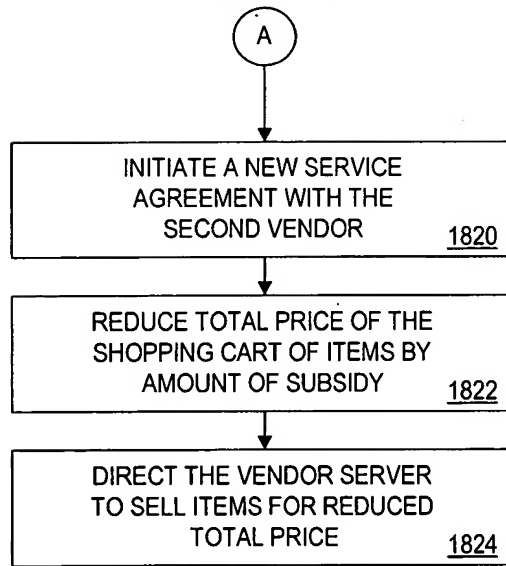 A
INITIATE A NEW SERVICE
AGREEMENT WITH THE
SECOND VENDOR
1820
REDUCE TOTAL PRICE OF THE
SHOPPING CART OF ITEMS BY
AMOUNT OF SUBSIDY
1822
DIRECT THE VENDOR SERVER
TO SELL ITEMS FOR REDUCED
TOTAL PRICE
1824